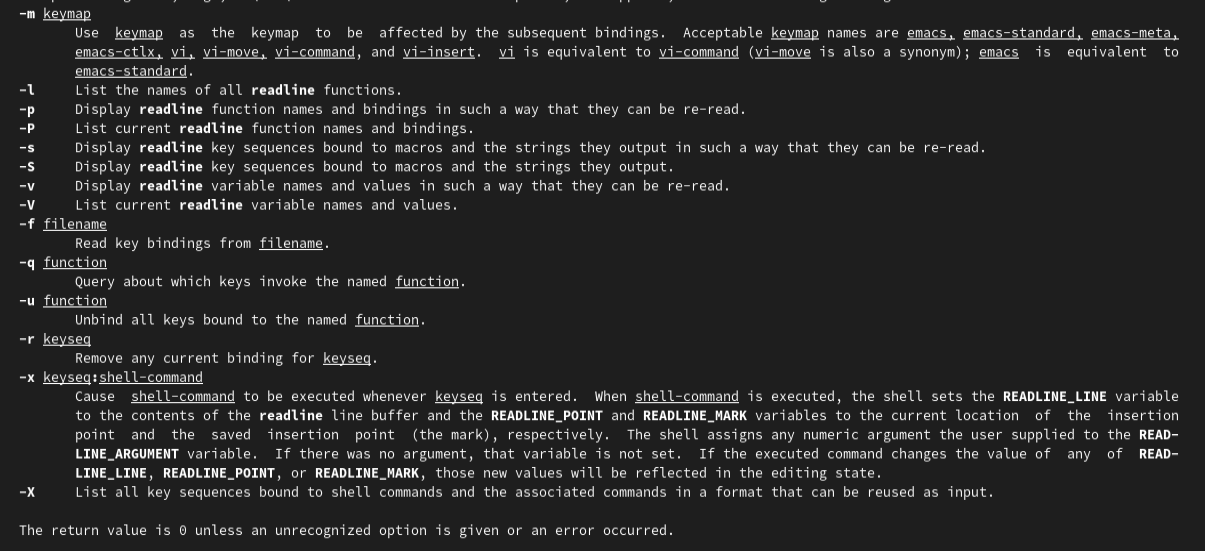 -m keymap
Use keymap as the keymap to be affected by the subsequent bindings. Acceptable keymap names are emacs, emacs-standard, emacs-meta,
emacs-ctlx, vi, vi-move, vi-command, and vi-insert. vi is equivalent to vi-command (vi-move is also a synonym); emacs is equivalent to
emacs-standard.
-l List the names of all readline functions.
-p Display readline function names and bindings in such a way that they can be re-read.
-P List current readline function names and bindings.
-s Display readline key sequences bound to macros and the strings they output in such a way that they can be re-read.
-S Display readline key sequences bound to macros and the strings they output.
-v Display readline variable names and values in such a way that they can be re-read.
-V List current readline variable names and values.
-f filename
Read key bindings from filename.
-q function
Query about which keys invoke the named function.
-u function
Unbind all keys bound to the named function.
-r keyseq
Remove any current binding for keyseq.
-x keyseq:shell-command
Cause shell-command to be executed whenever keyseq is entered. When shell-command is executed, the shell sets the READLINE_LINE variable
to the contents of the readline line buffer and the READLINE_POINT and READLINE_MARK variables to the current location of the insertion
point and the saved insertion point (the mark), respectively. The shell assigns any numeric argument the user supplied to the READ-
LINE_ARGUMENT variable. If there was no argument, that variable is not set. If the executed command changes the value of any of READ-
LINE_LINE, READLINE_POINT, or READLINE_MARK, those new values will be reflected in the editing state.
-X List all key sequences bound to shell commands and the associated commands in a format that can be reused as input.
The return value is 0 unless an unrecognized option is given or an error occurred.